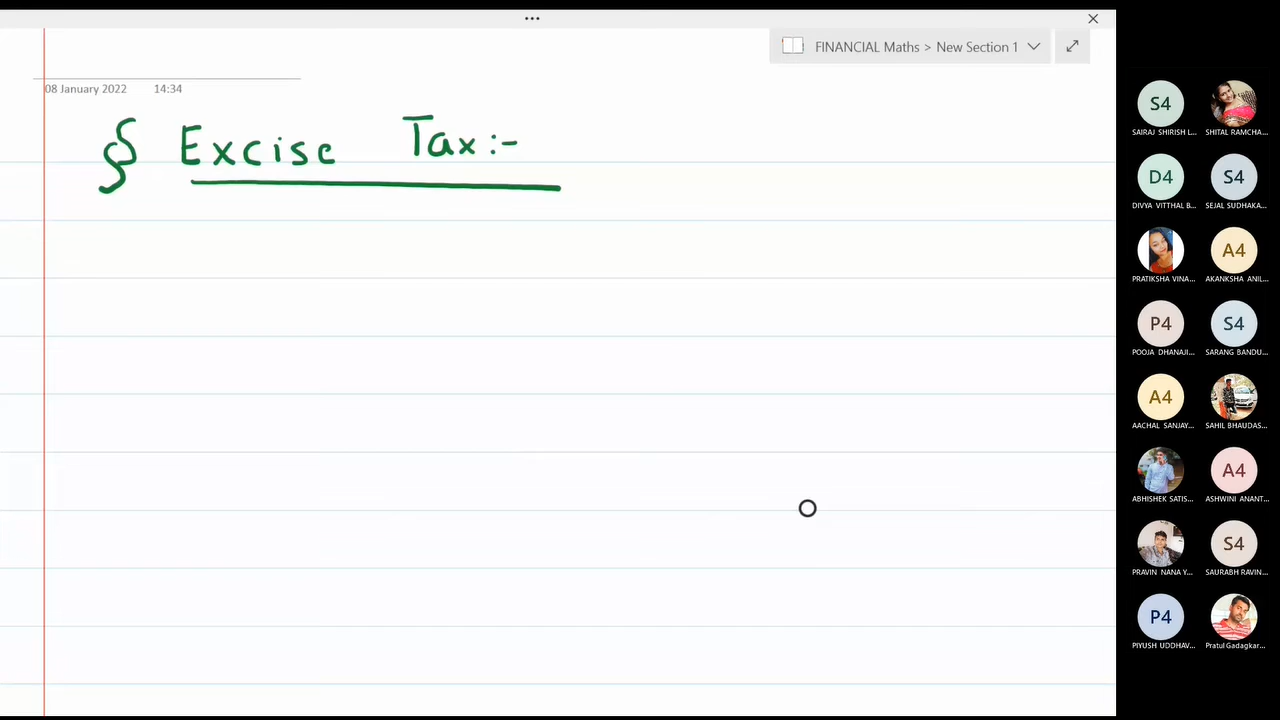 FINANCIAL Maths > New Section 1
08 January 2022 14:34
§ Excise Tax :-
S4
SAIRAJ SHIRISH L... SHITAL RAMCHA...
D4 S4
DIVYA VITTHAL B... SEJAL SUDHAKA...
A4
PRATIKSHA VINA... AKANKSHA ANIL...
P4 S4
POOJA DHANAJI... SARANG BANDU...
A4
AACHAL SANJAY... SAHIL BHAUDAS...
A4
ABHISHEK SATIS... ASHWINI ANANT...
S4
PRAVIN NANA Y... SAURABH RAVIN...
P4
PIYUSH UDDHAV... Pratul Gadagkar...